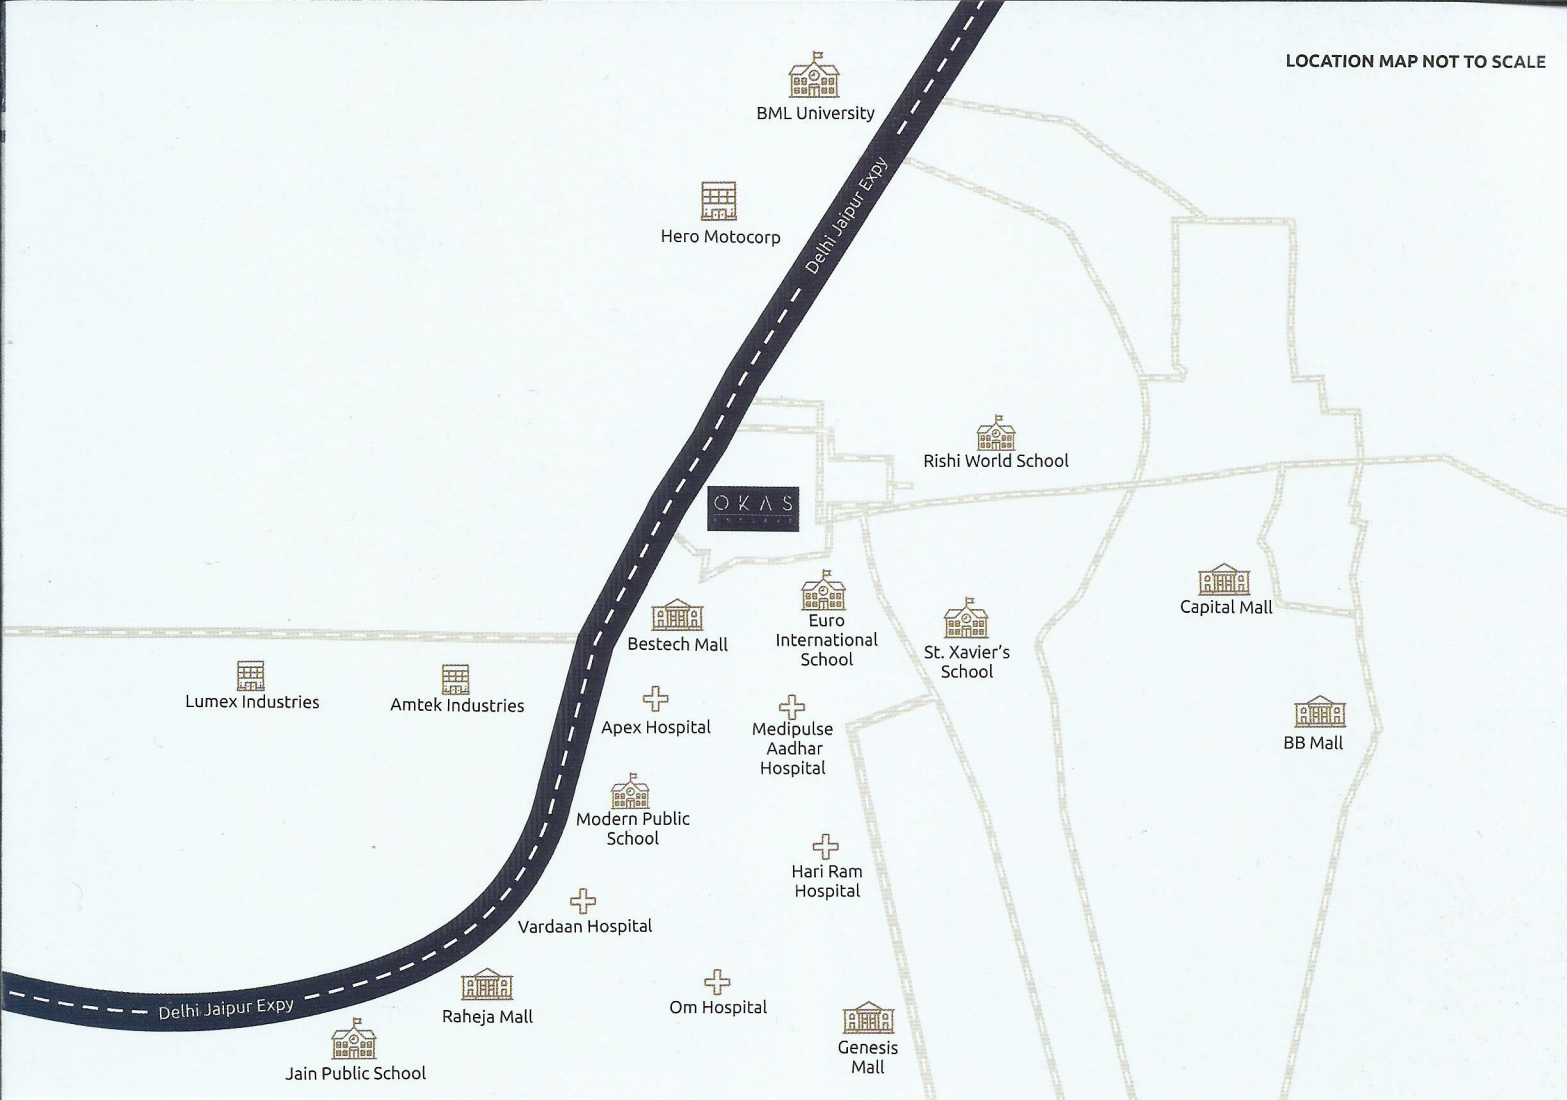 LOCATION MAP NOT TO SCALE
BML University
Delhi Jaipur Expy
Hero Motocorp
Rishi World School
OKAS
Capital Mall
Bestech Mall
Euro
International
School
St. Xavier's
School
Lumex Industries
Amtek Industries
Apex Hospital
Medipulse
Aadhar
Hospital
BB Mall
Modern Public
School
Hari Ram
Hospital
Vardaan Hospital
Delhi Jaipur Expy
Raheja Mall
Om Hospital
Genesis
Mall
Jain Public School